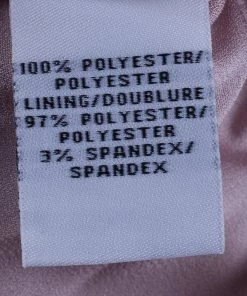 100% POLYESTER/
POLYESTER
LINING/DOUBLURE
97% POLYESTER/
POLYESTER
3% SPANDEX/
SPANDEX